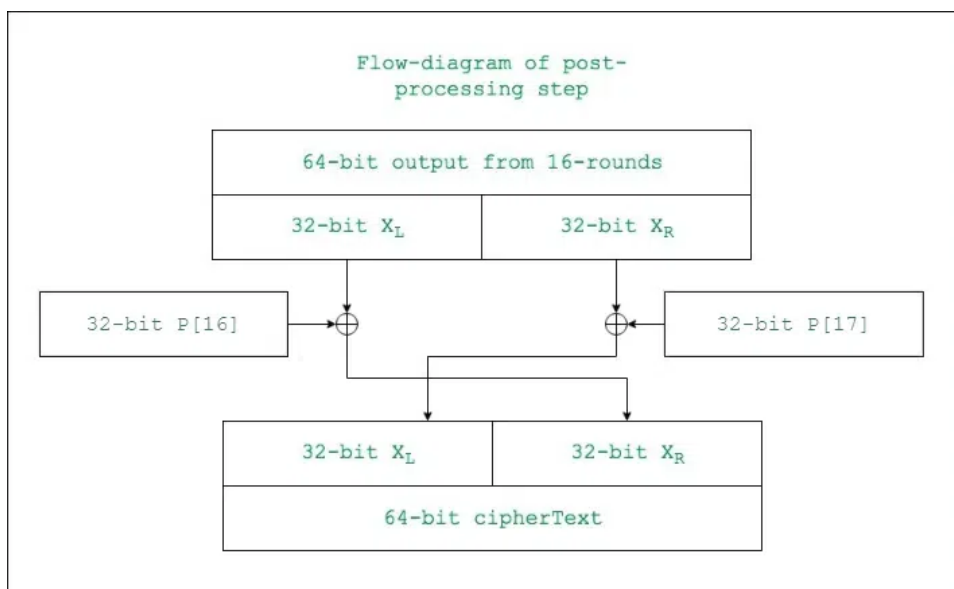 Flow-diagram of post-
processing step
64-bit output from 16-rounds
32-bit XL
32-bit XR
32-bit P[16]
32-bit P[17]
32-bit XL
32-bit XR
64-bit cipherText